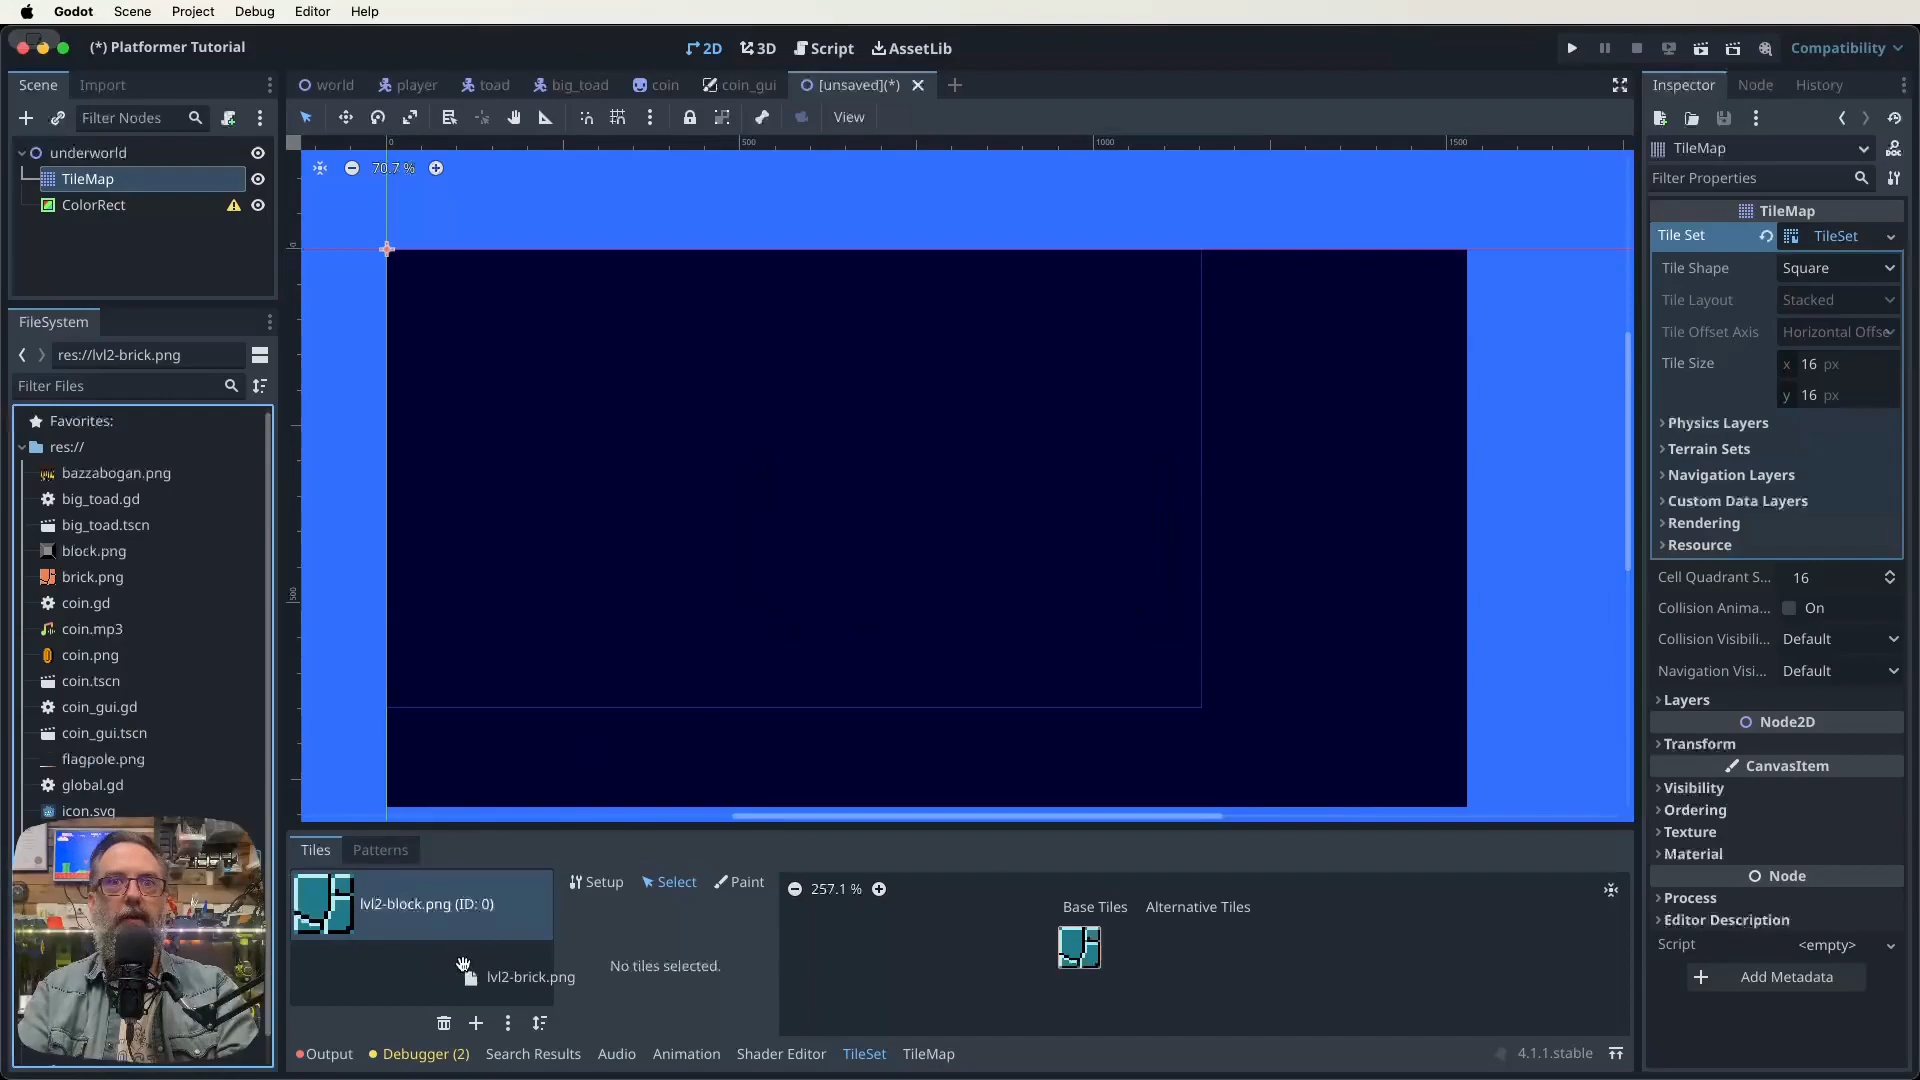 Godot Scene Project Debug Editor Help
(*) Platformer Tutorial
2D 3D Script AssetLib
Compatibility
Scene Import
Filter Nodes
underworld
TileMap
ColorRect
FileSystem
res://lvl2-brick.png
Filter Files
Favorites:
res://
bazzabogan.png
big_toad.gd
big_toad.tscn
block.png
brick.png
coin.gd
coin.mp3
coin.png
coin.tscn
coin_gui.gd
coin_gui.tscn
flagpole.png
global.gd
icon.svg
world player toad big_toad coin coin_gui [unsaved](*)
View
0 500 1000 1500
70.7 %
0
500
Tiles Patterns
lvl2-block.png (ID: 0)
lvl2-brick.png
Setup Select Paint
No tiles selected.
257.1 %
Base Tiles Alternative Tiles
Output Debugger (2) Search Results Audio Animation Shader Editor TileSet TileMap
4.1.1.stable
Inspector Node History
TileMap
Filter Properties
TileMap
Tile Set TileSet
Tile Shape Square
Tile Layout Stacked
Tile Offset Axis Horizontal Offse
Tile Size x 16 px
y 16 px
Physics Layers
Terrain Sets
Navigation Layers
Custom Data Layers
Rendering
Resource
Cell Quadrant S... 16
Collision Anima... On
Collision Visibili... Default
Navigation Visi... Default
Layers
Node2D
Transform
CanvasItem
Visibility
Ordering
Texture
Material
Node
Process
Editor Description
Script <empty>
Add Metadata